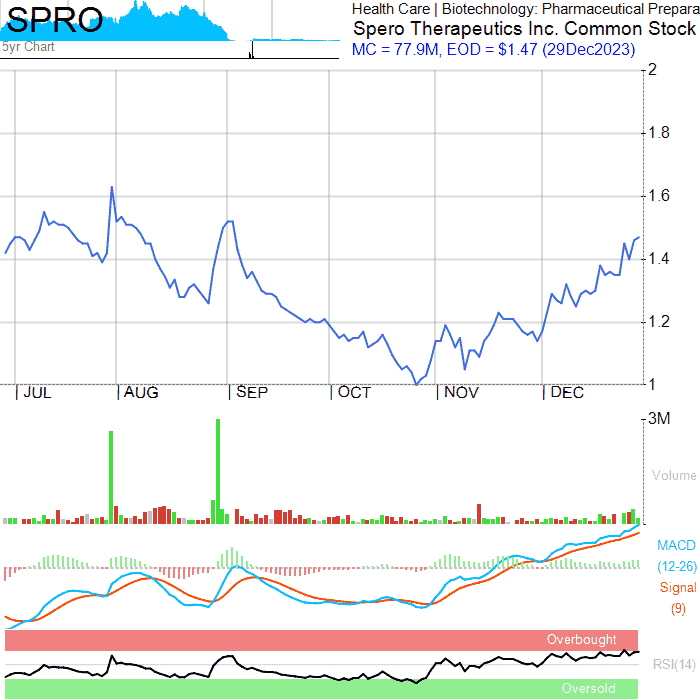 SPRO
5yr Chart
Health Care | Biotechnology: Pharmaceutical Prepara
Spero Therapeutics Inc. Common Stock
MC = 77.9M, EOD = $1.47 (29Dec2023)
2
1.8
1.6
1.4
1.2
1
|JUL |AUG |SEP |OCT |NOV |DEC
3M
Volume
MACD
(12-26)
Signal
(9)
Overbought
RSI(14)
Oversold